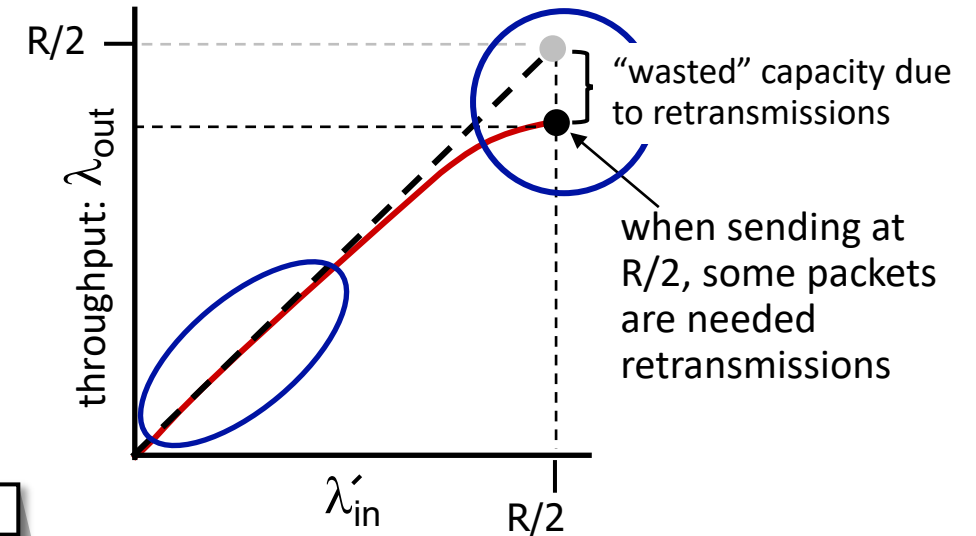 R/2
“wasted” capacity due
to retransmissions
throughput: λout
when sending at
R/2, some packets
are needed
retransmissions
λ′in
R/2